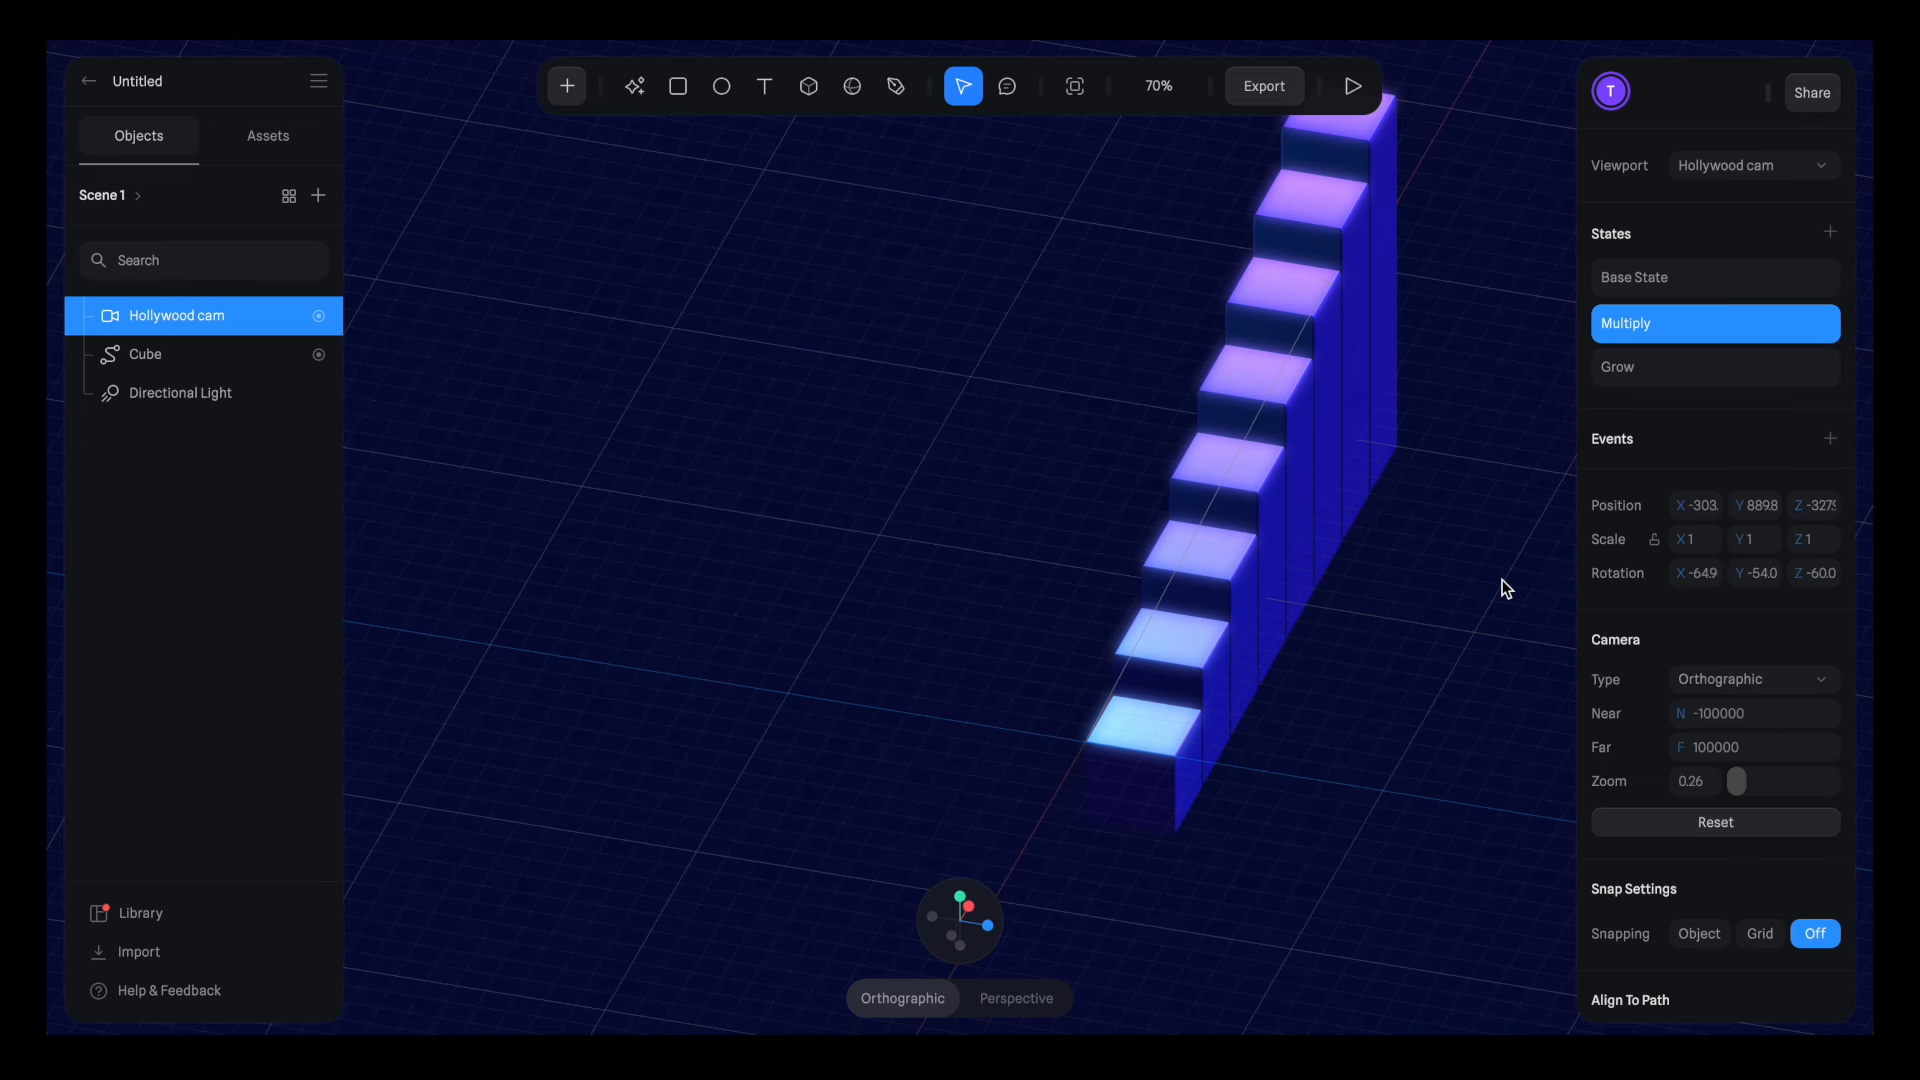 Untitled
Objects
Assets
Scene 1
Search
Hollywood cam
Cube
Directional Light
Library
Import
Help & Feedback
T
70%
Export
Orthographic
Perspective
T
Share
Viewport
Hollywood cam
States
Base State
Multiply
Grow
Events
Position X -303. Y 889.8 Z -327.9
Scale X 1 Y 1 Z 1
Rotation X -64.9 Y -54.0 Z -60.0
Camera
Type Orthographic
Near N -100000
Far F 100000
Zoom 0.26
Reset
Snap Settings
Snapping Object Grid Off
Align To Path